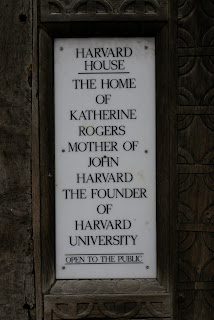 HARVARD
HOUSE
THE HOME
OF
KATHERINE
ROGERS
MOTHER OF
JOHN
HARVARD
THE FOUNDER
OF
HARVARD
UNIVERSITY
OPEN TO THE PUBLIC